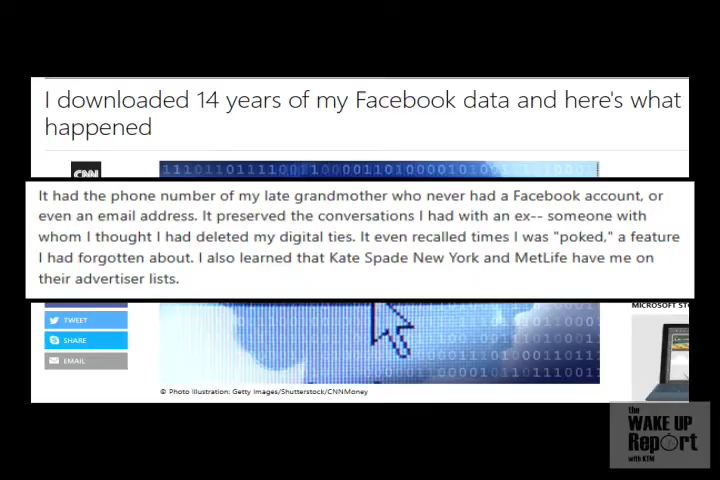 I downloaded 14 years of my Facebook data and here's what
happened
CNN
It had the phone number of my late grandmother who never had a Facebook account, or
even an email address. It preserved the conversations I had with an ex-- someone with
whom I thought I had deleted my digital ties. It even recalled times I was "poked," a feature
I had forgotten about. I also learned that Kate Spade New York and MetLife have me on
their advertiser lists.
TWEET
SHARE
EMAIL
MICROSOFT
© Photo Illustration: Getty Images/Shutterstock/CNNMoney
the
WAKE UP
Report
with KTM